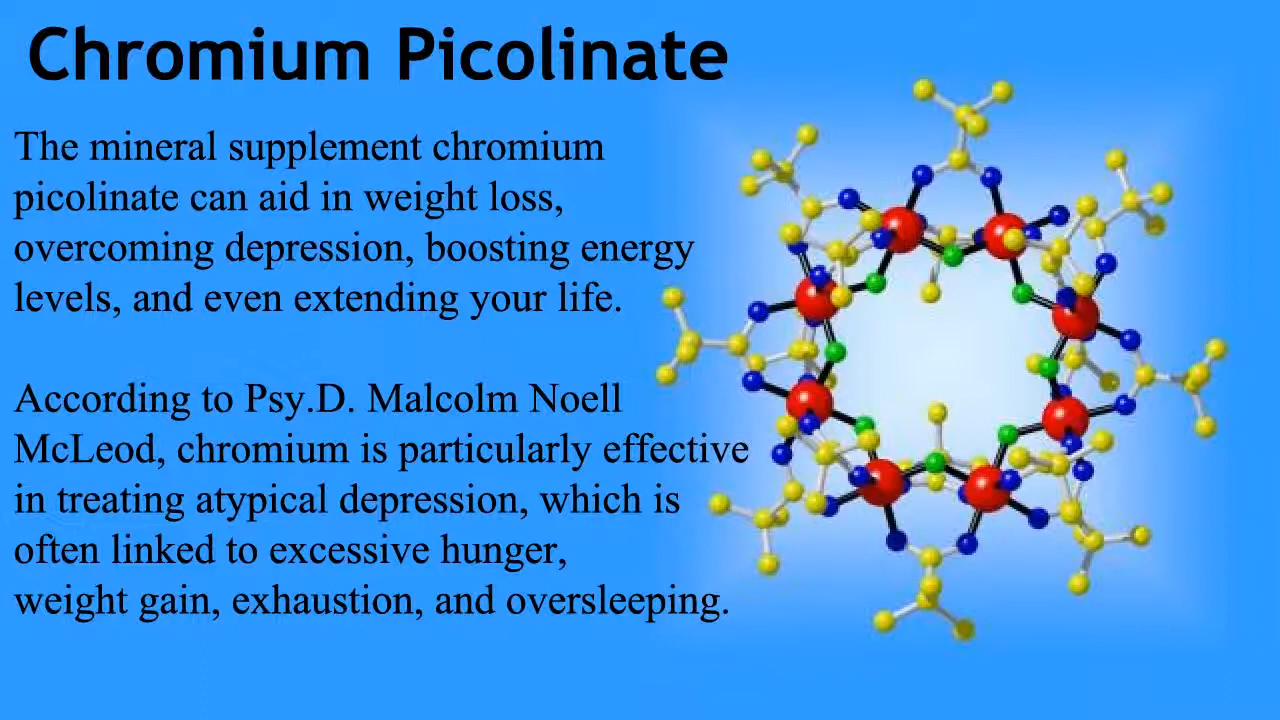 Chromium Picolinate
The mineral supplement chromium
picolinate can aid in weight loss,
overcoming depression, boosting energy
levels, and even extending your life.
According to Psy.D. Malcolm Noell
McLeod, chromium is particularly effective
in treating atypical depression, which is
often linked to excessive hunger,
weight gain, exhaustion, and oversleeping.